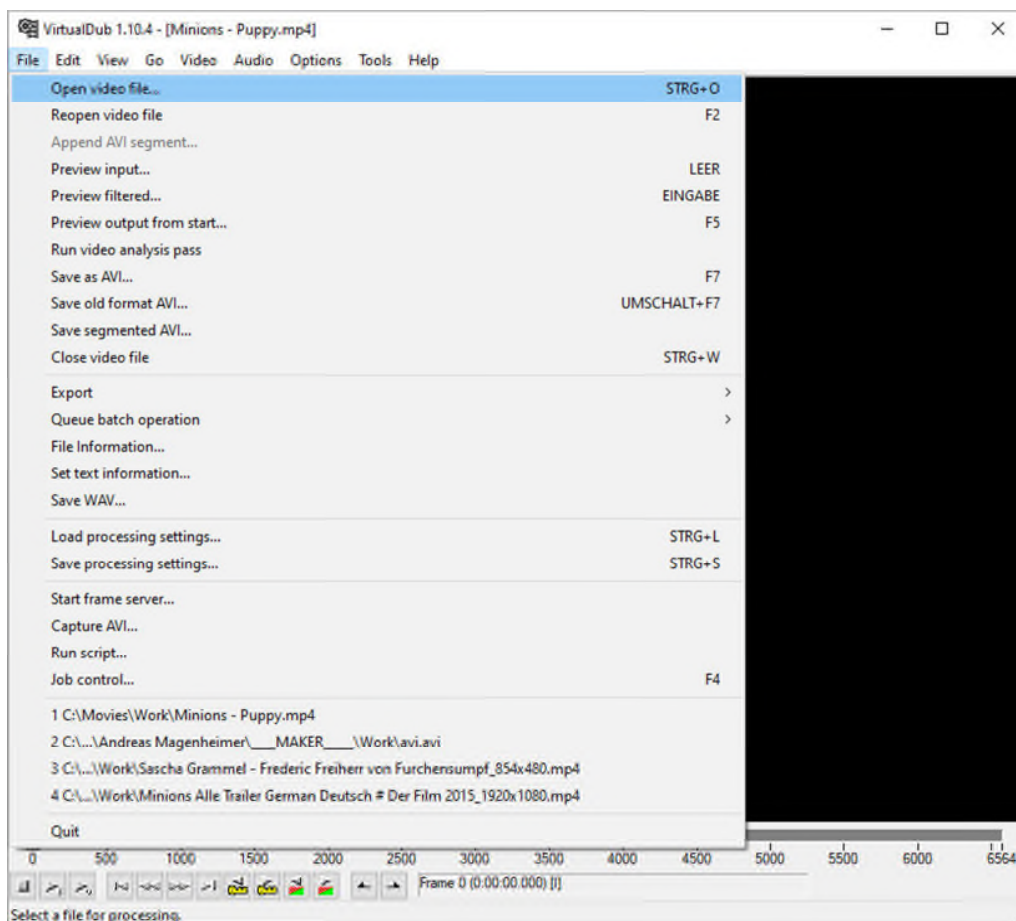 VirtualDub 1.10.4 - [Minions - Puppy.mp4]
File Edit View Go Video Audio Options Tools Help
Open video file... STRG+O
Reopen video file F2
Append AVI segment...
Preview input... LEER
Preview filtered... EINGABE
Preview output from start... F5
Run video analysis pass
Save as AVI... F7
Save old format AVI... UMSCHALT+F7
Save segmented AVI...
Close video file STRG+W
Export >
Queue batch operation >
File Information...
Set text information...
Save WAV...
Load processing settings... STRG+L
Save processing settings... STRG+S
Start frame server...
Capture AVI...
Run script...
Job control... F4
1 C:\Movies\Work\Minions - Puppy.mp4
2 C:\...\Andreas Magenheimer\___MAKER____\Work\avi.avi
3 C:\...\Work\Sascha Grammel - Frederic Freiherr von Furchensumpf_854x480.mp4
4 C:\...\Work\Minions Alle Trailer German Deutsch # Der Film 2015_1920x1080.mp4
Quit
0 500 1000 1500 2000 2500 3000 3500 4000 4500 5000 5500 6000 6564
Frame 0 (0:00:00.000) [I]
Select a file for processing.